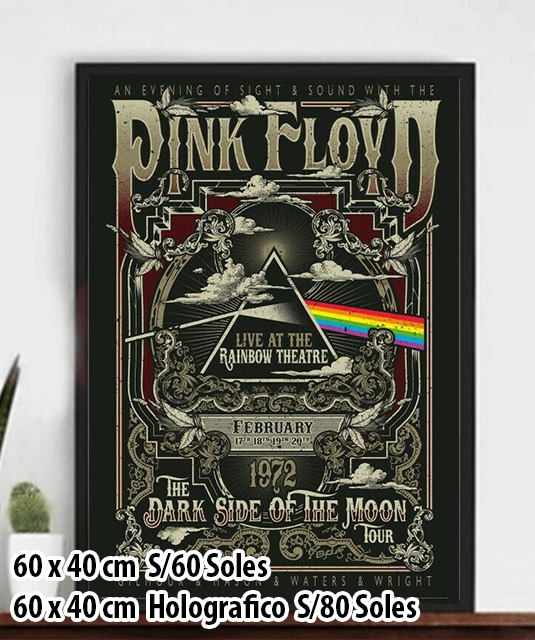 AN EVENING OF SIGHT & SOUND WITH THE
PINK FLOYD
LIVE AT THE
RAINBOW THEATRE
FEBRUARY
17TH 18TH 19TH 20TH
1972
THE
DARK SIDE OF THE MOON
TOUR
60 x 40 cm S/60 Soles
GILMOUR & MASON & WATERS & WRIGHT
60 x 40 cm Holografico S/80 Soles